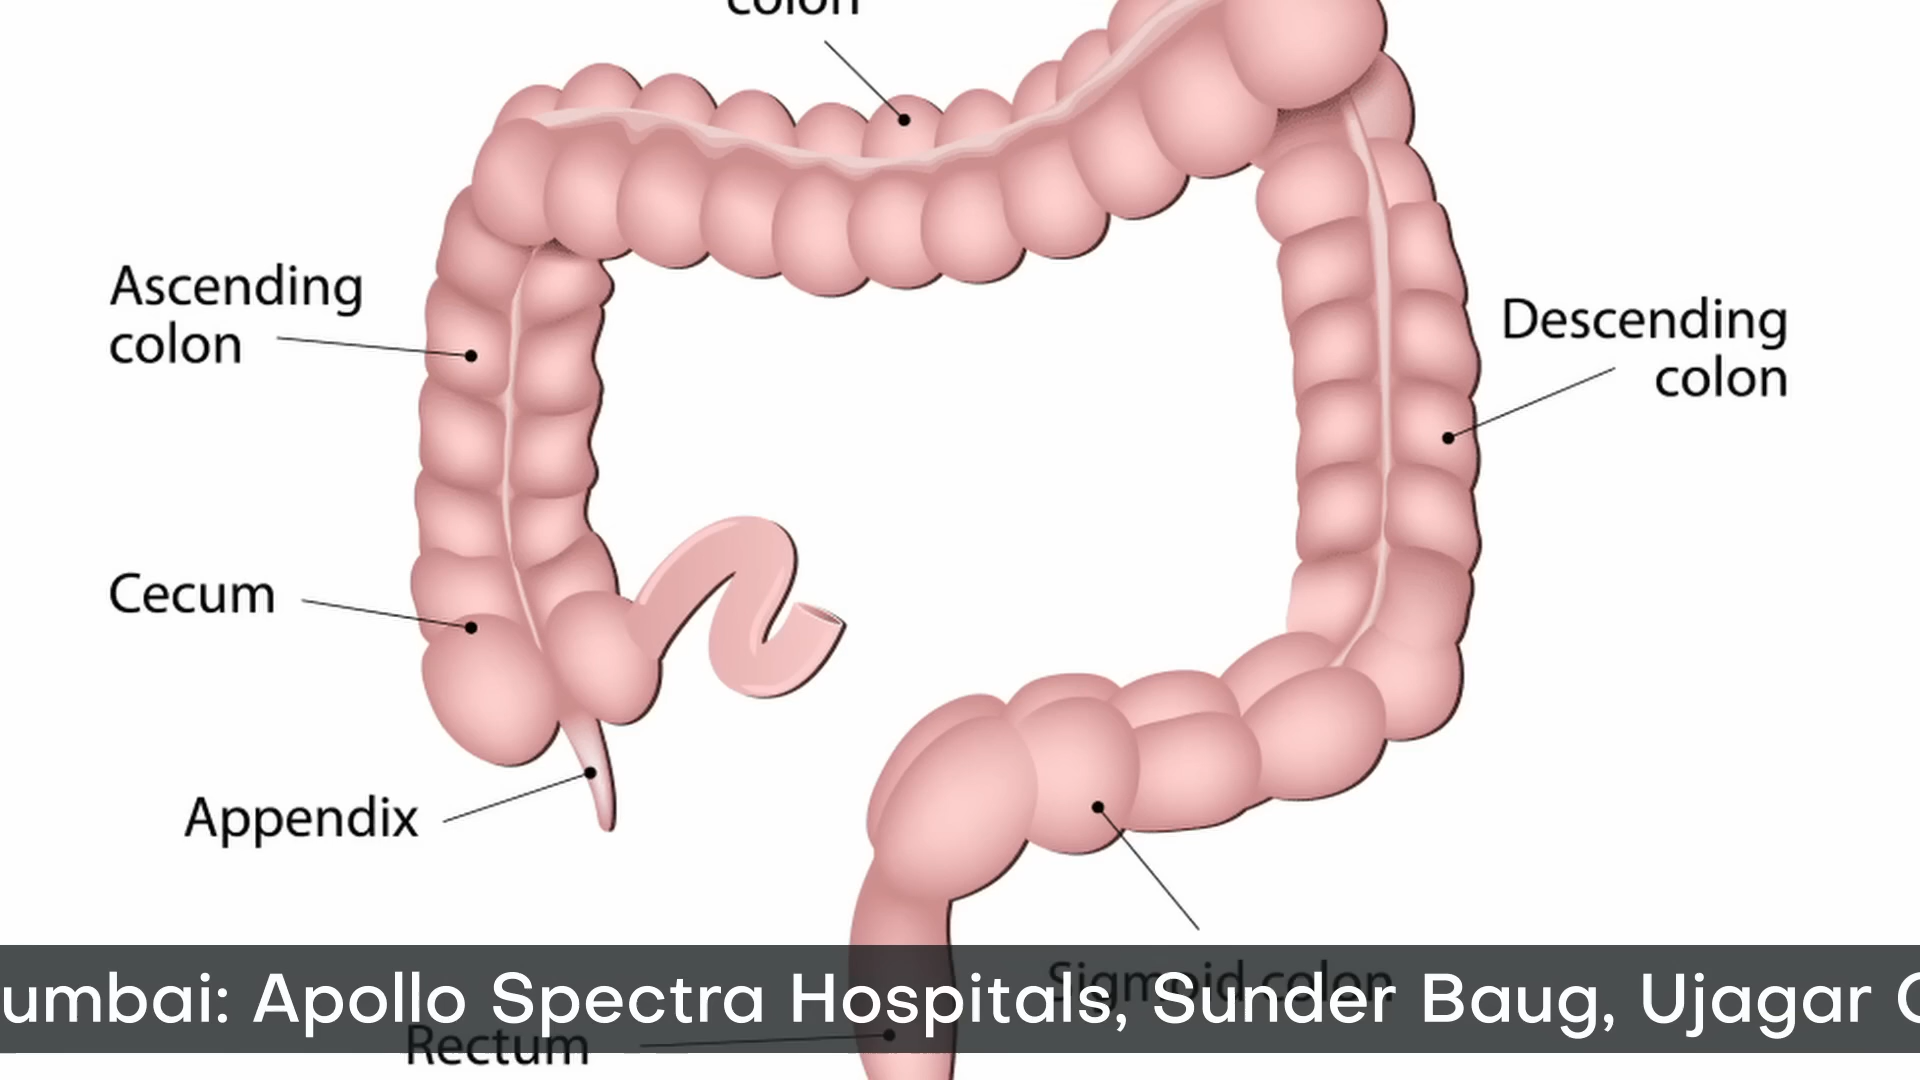 colon
Ascending
colon
Descending
colon
Cecum
Appendix
Sigmoid colon
umbai: Apollo Spectra Hospitals, Sunder Baug, Ujagar
Rectum